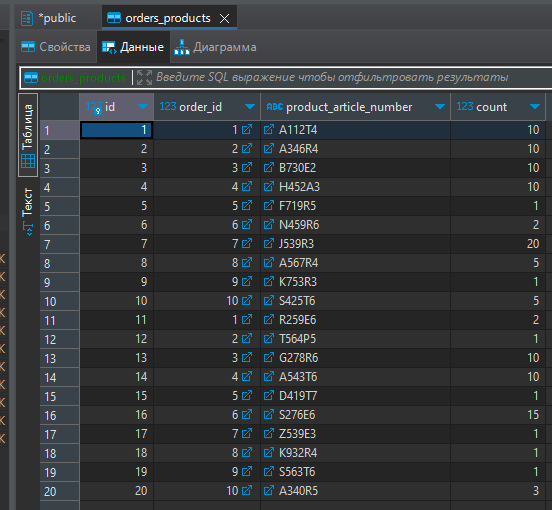 *public
orders_products
Свойства
Данные
Диаграмма
orders_products
Введите SQL выражение чтобы отфильтровать результаты
Таблица
Текст
123 id
123 order_id
ABC product_article_number
123 count
1 1 1 A112T4 10
2 2 2 A346R4 10
3 3 3 B730E2 10
4 4 4 H452A3 10
5 5 5 F719R5 1
6 6 6 N459R6 2
7 7 7 J539R3 20
8 8 8 A567R4 5
9 9 9 K753R3 1
10 10 10 S425T6 5
11 11 1 R259E6 2
12 12 2 T564P5 1
13 13 3 G278R6 10
14 14 4 A543T6 10
15 15 5 D419T7 1
16 16 6 S276E6 15
17 17 7 Z539E3 1
18 18 8 K932R4 1
19 19 9 S563T6 1
20 20 10 A340R5 3